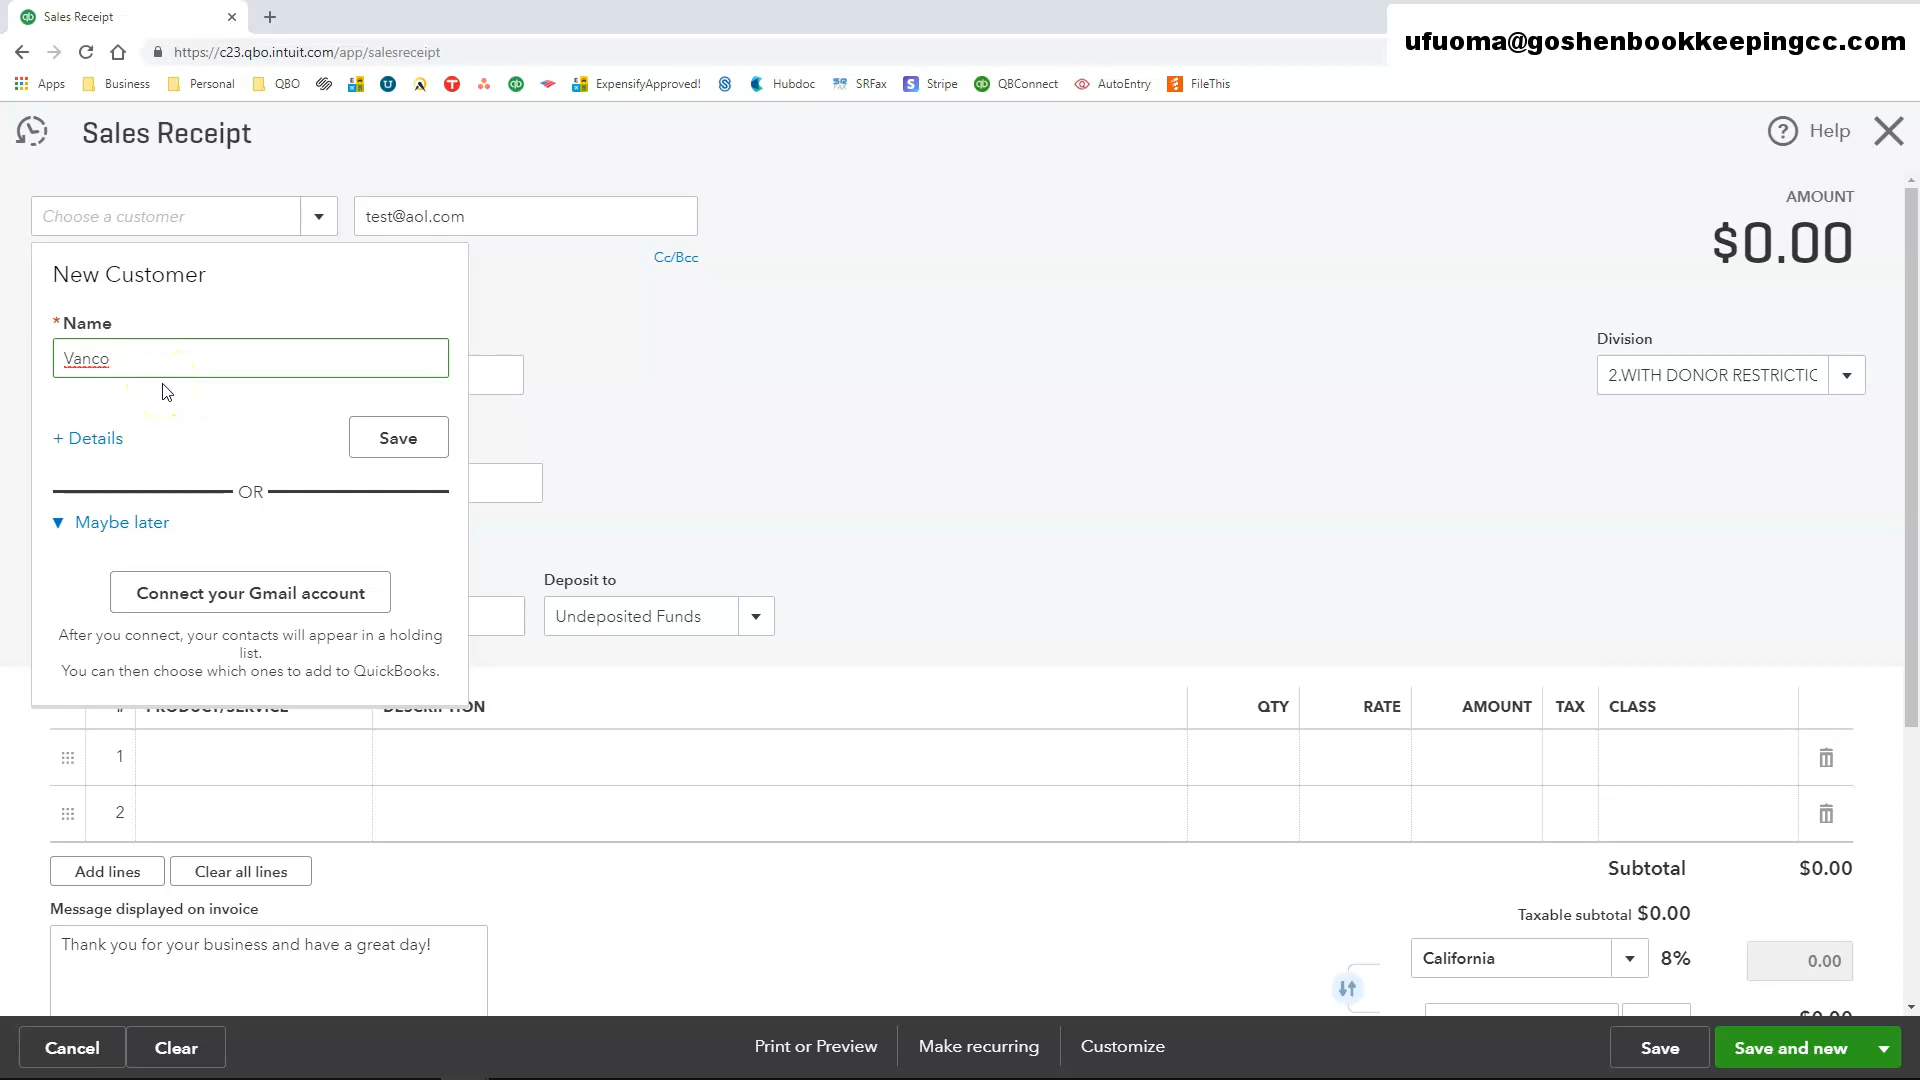 Sales Receipt
https://c23.qbo.intuit.com/app/salesreceipt
ufuoma@goshenbookkeepingcc.com
Apps Business Personal QBO ExpensifyApproved! Hubdoc SRFax Stripe QBConnect AutoEntry FileThis
Sales Receipt
Help
AMOUNT
$0.00
Choose a customer
test@aol.com
Cc/Bcc
New Customer
* Name
Vanco
+ Details
Save
OR
Maybe later
Connect your Gmail account
After you connect, your contacts will appear in a holding
list.
You can then choose which ones to add to QuickBooks.
Division
2.WITH DONOR RESTRICTIC
Deposit to
Undeposited Funds
# PRODUCT/SERVICE DESCRIPTION QTY RATE AMOUNT TAX CLASS
1
2
Add lines Clear all lines
Subtotal $0.00
Message displayed on invoice
Taxable subtotal $0.00
Thank you for your business and have a great day!
California 8% 0.00
$0.00
Cancel Clear Print or Preview Make recurring Customize Save Save and new